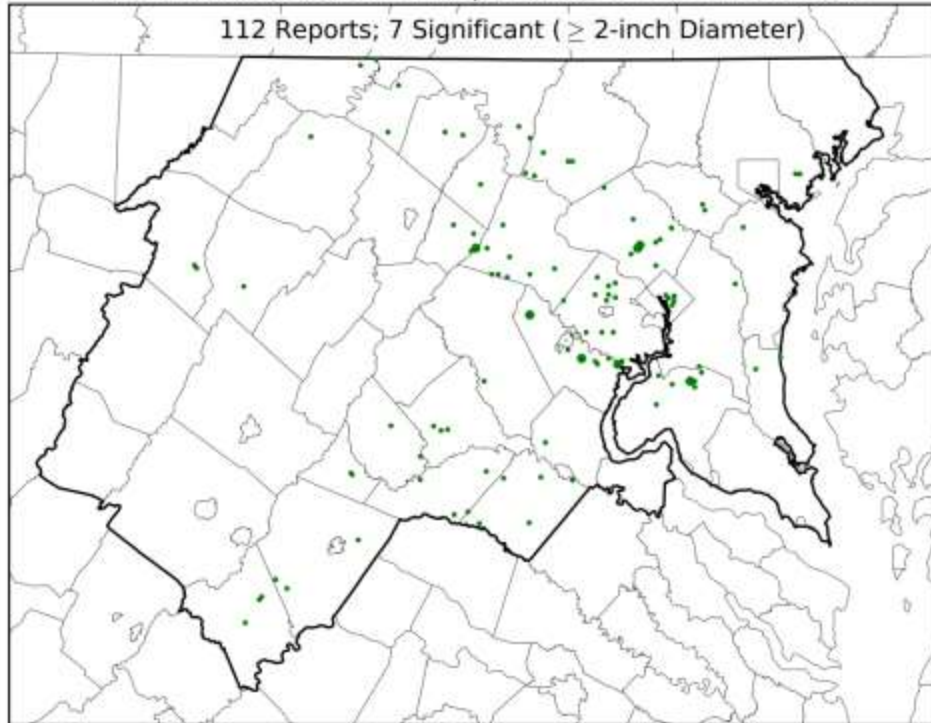 112 Reports; 7 Significant ( ≥ 2-inch Diameter)